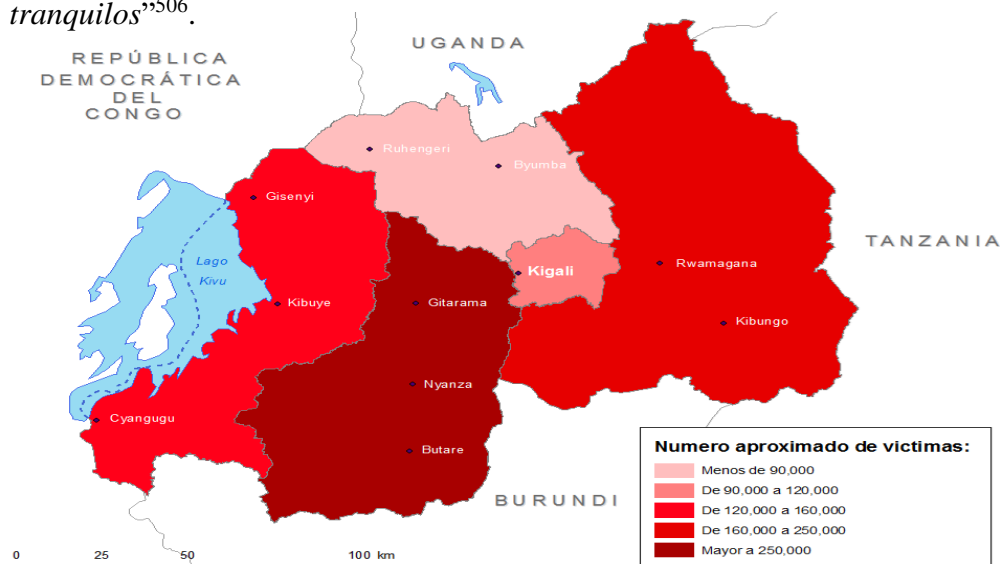 tranquilos”506.
UGANDA
REPÚBLICA
DEMOCRÁTICA
DEL
CONGO
Ruhengeri
Byumba
Gisenyi
TANZANIA
Lago
Kivu
Kigali
Rwamagana
Kibuye
Gitarama
Kibungo
Nyanza
Cyangugu
Butare
BURUNDI
Numero aproximado de victimas:
Menos de 90,000
De 90,000 a 120,000
De 120,000 a 160,000
De 160,000 a 250,000
Mayor a 250,000
0 25 50 100 km